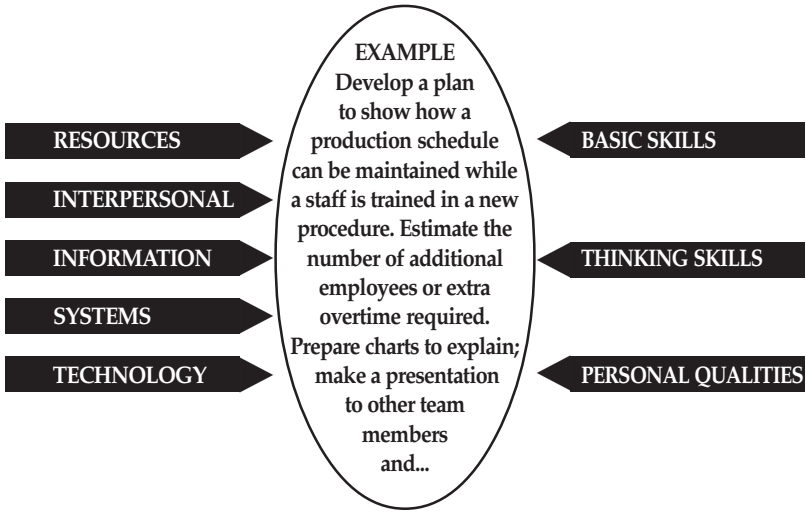 RESOURCES
INTERPERSONAL
INFORMATION
SYSTEMS
TECHNOLOGY
EXAMPLE
Develop a plan
to show how a
production schedule
can be maintained while
a staff is trained in a new
procedure. Estimate the
number of additional
employees or extra
overtime required.
Prepare charts to explain;
make a presentation
to other team
members
and...
BASIC SKILLS
THINKING SKILLS
PERSONAL QUALITIES